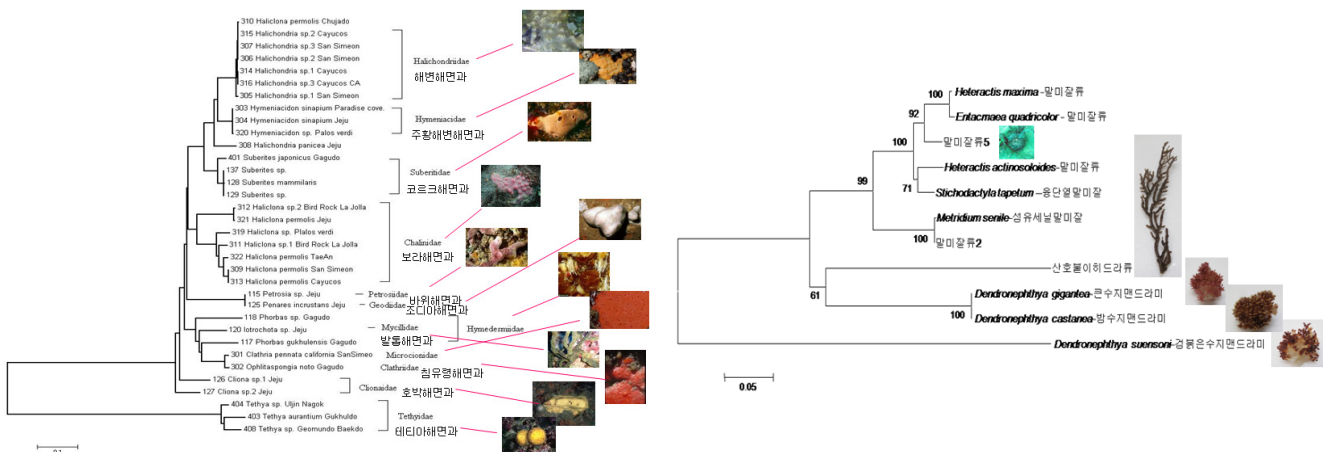 310 Haliclona permolis Chujado
315 Halichondria sp.2 Cayucos
307 Halichondria sp.3 San Simeon
306 Halichondria sp.2 San Simeon
314 Halichondria sp.1 Cayucos
316 Halichondria sp.3 Cayucos CA
305 Halichondria sp.1 San Simeon
303 Hymeniacidon sinapium Paradise cove.
304 Hymeniacidon sinapium Jeju
320 Hymeniacidon sp. Palos verdi
308 Halichondria panicea Jeju
401 Suberites japonicus Gagudo
137 Suberites sp.
128 Suberites mammilaris
129 Suberites sp.
312 Haliclona sp.2 Bird Rock La Jolla
321 Haliclona permolis Jeju
319 Haliclona sp. Plalos verdi
311 Haliclona sp.1 Bird Rock La Jolla
322 Haliclona permolis TaeAn
309 Haliclona permolis San Simeon
313 Haliclona permolis Cayucos
115 Petrosia sp. Jeju
125 Penares incrustans Jeju
118 Phorbas sp. Gagudo
120 Iotrochota sp. Jeju
117 Phorbas gukhulensis Gagudo
301 Clathria pennata california SanSimeo
302 Ophlitaspongia noto Gagudo
126 Cliona sp.1 Jeju
127 Cliona sp.2 Jeju
404 Tethya sp. Uljin Nagok
403 Tethya aurantium Gukhuldo
408 Tethya sp. Geomundo Baekdo
Halichondriidae
해변해면과
Hymeniacidae
주황해변해면과
Suberitidae
코르크해면과
Chalinidae
보라해면과
Petrosiidae
바위해면과
Geodiidae
조디아해면과
Hymedermiidae
Mycillidae
발톱해면과
Microcionidae
Clathriidae
침유령해면과
Clionaidae
호박해면과
Tethyidae
테티아해면과
0.1
Heteractis maxima-말미잘류
Entacmaea quadricolor- 말미잘류
말미잘류5
Heteractis actinosoloides-말미잘류
Stichodactyla tapetum-융단열말미잘
Metridium senile-섬유세닐말미잘
말미잘류2
산호붙이히드라류
Dendronephthya gigantea-큰수지맨드라미
Dendronephthya castanea-밤수지맨드라미
Dendronephthya suensoni-검붉은수지맨드라미
100
92
100
71
99
100
61
100
0.05